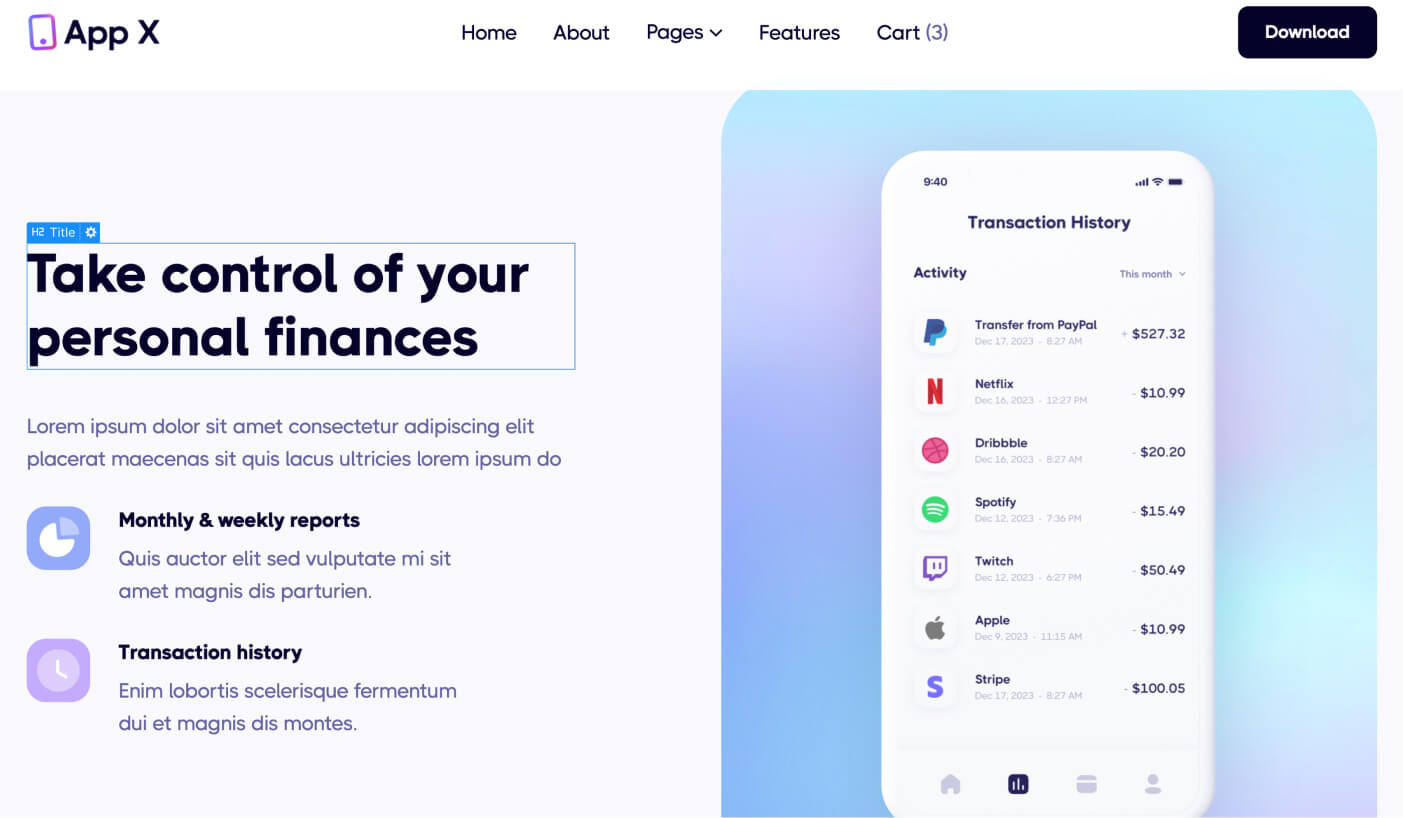 App X
Home About Pages Features Cart (3)
Download
H2 Title
Take control of your
personal finances
Lorem ipsum dolor sit amet consectetur adipiscing elit
placerat maecenas sit quis lacus ultricies lorem ipsum do
Monthly & weekly reports
Quis auctor elit sed vulputate mi sit
amet magnis dis parturien.
Transaction history
Enim lobortis scelerisque fermentum
dui et magnis dis montes.
9:40
Transaction History
Activity This month
Transfer from PayPal
Dec 17, 2023 - 8:27 AM
+ $527.32
Netflix
Dec 16, 2023 - 12:27 PM
- $10.99
Dribbble
Dec 16, 2023 - 8:27 AM
- $20.20
Spotify
Dec 12, 2023 - 7:36 PM
- $15.49
Twitch
Dec 12, 2023 - 6:27 PM
- $50.49
Apple
Dec 9, 2023 - 11:15 AM
- $10.99
Stripe
Dec 17, 2023 - 8:27 AM
- $100.05